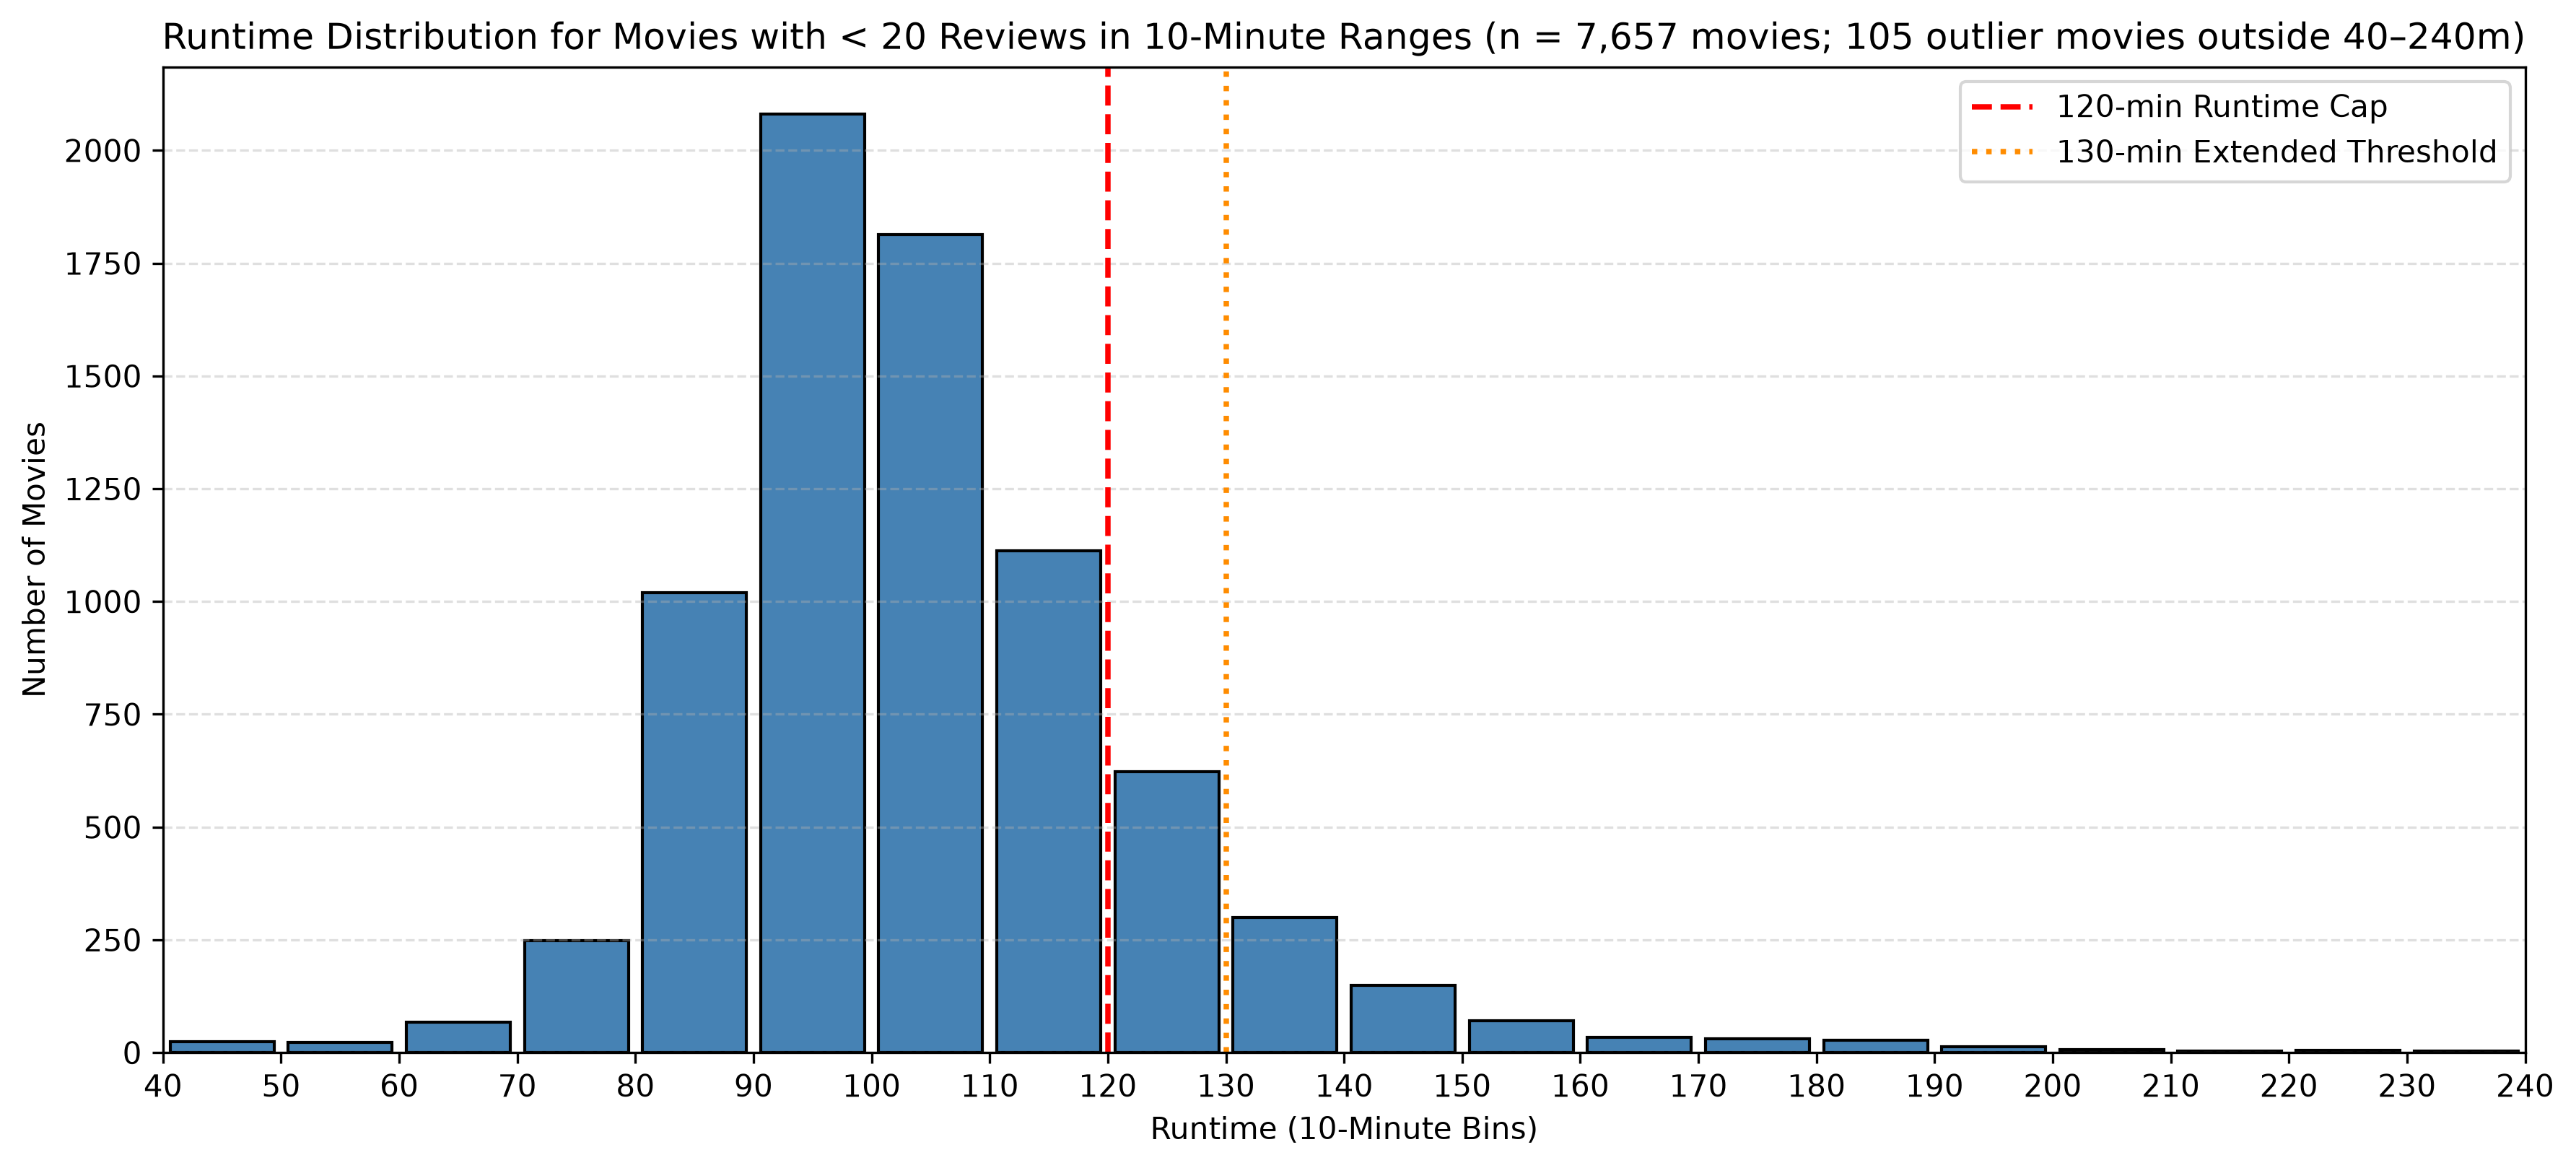 Runtime Distribution for Movies with < 20 Reviews in 10-Minute Ranges (n = 7,657 movies; 105 outlier movies outside 40–240m)
120-min Runtime Cap
130-min Extended Threshold
Number of Movies
2000
1750
1500
1250
1000
750
500
250
0
40 50 60 70 80 90 100 110 120 130 140 150 160 170 180 190 200 210 220 230 240
Runtime (10-Minute Bins)